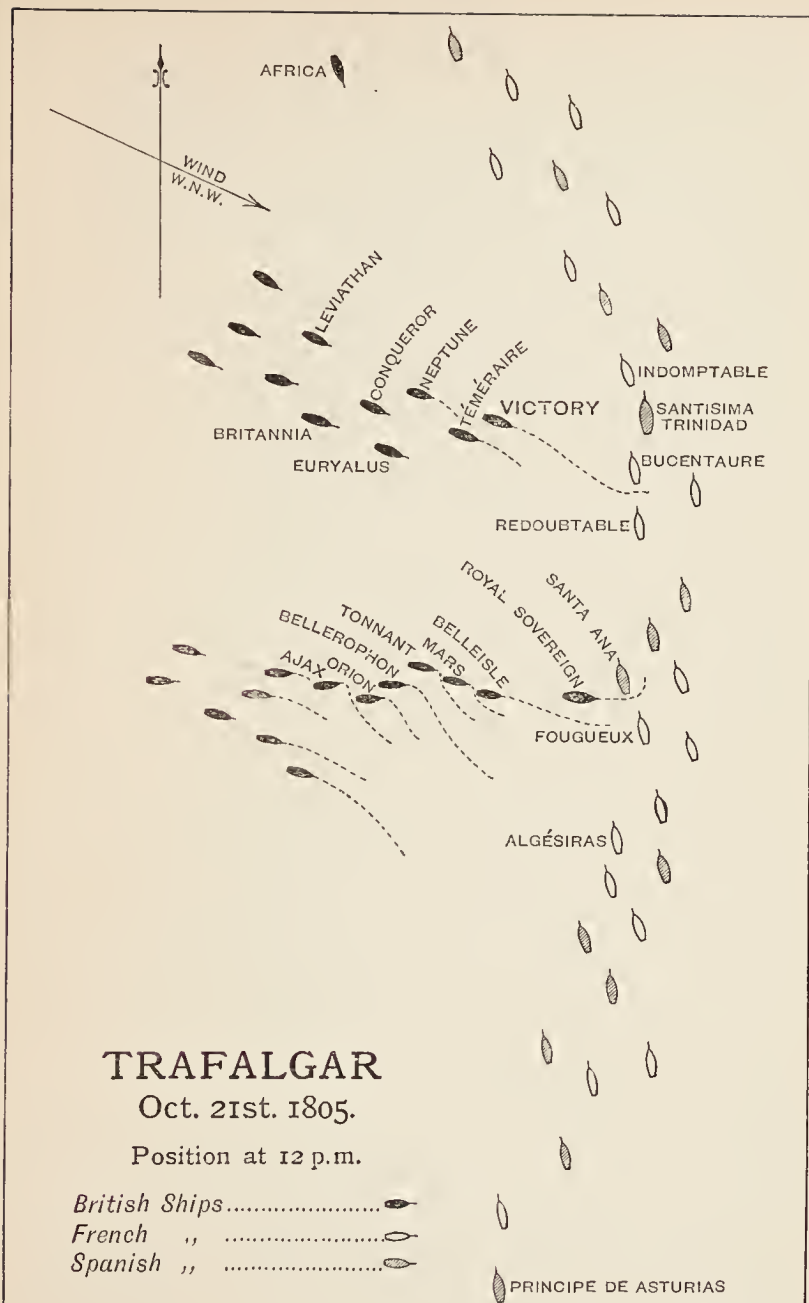 AFRICA
WIND
W.N.W.
LEVIATHAN
CONQUEROR
NEPTUNE
TÉMÉRAIRE
VICTORY
INDOMPTABLE
SANTISIMA
TRINIDAD
BRITANNIA
EURYALUS
BUCENTAURE
REDOUBTABLE
ROYAL SOVEREIGN
SANTA ANA
TONNANT
BELLEROPHON
MARS
BELLEISLE
AJAX
ORION
FOUGUEUX
ALGÉSIRAS
TRAFALGAR
Oct. 21st. 1805.
Position at 12 p.m.
British Ships.......................
French ,, .......................
Spanish ,, .......................
PRINCIPE DE ASTURIAS